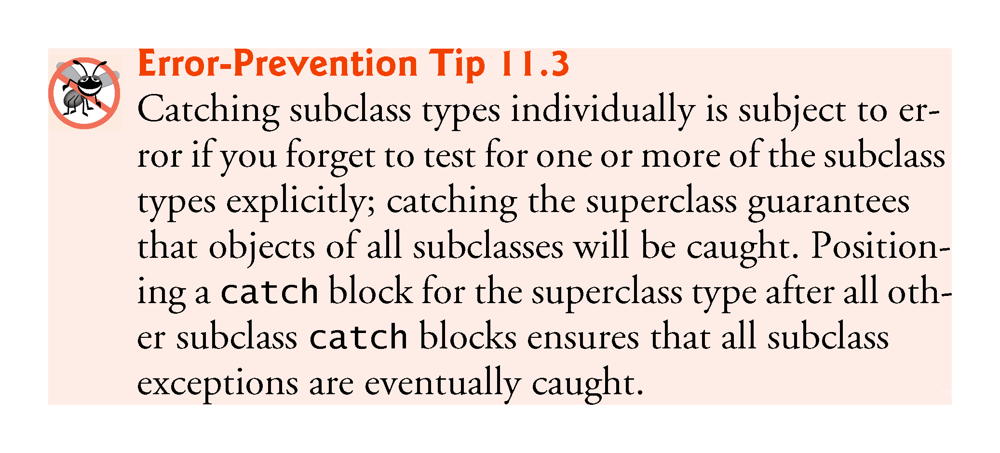 Error-Prevention Tip 11.3
Catching subclass types individually is subject to er-
ror if you forget to test for one or more of the subclass
types explicitly; catching the superclass guarantees
that objects of all subclasses will be caught. Position-
ing a catch block for the superclass type after all oth-
er subclass catch blocks ensures that all subclass
exceptions are eventually caught.